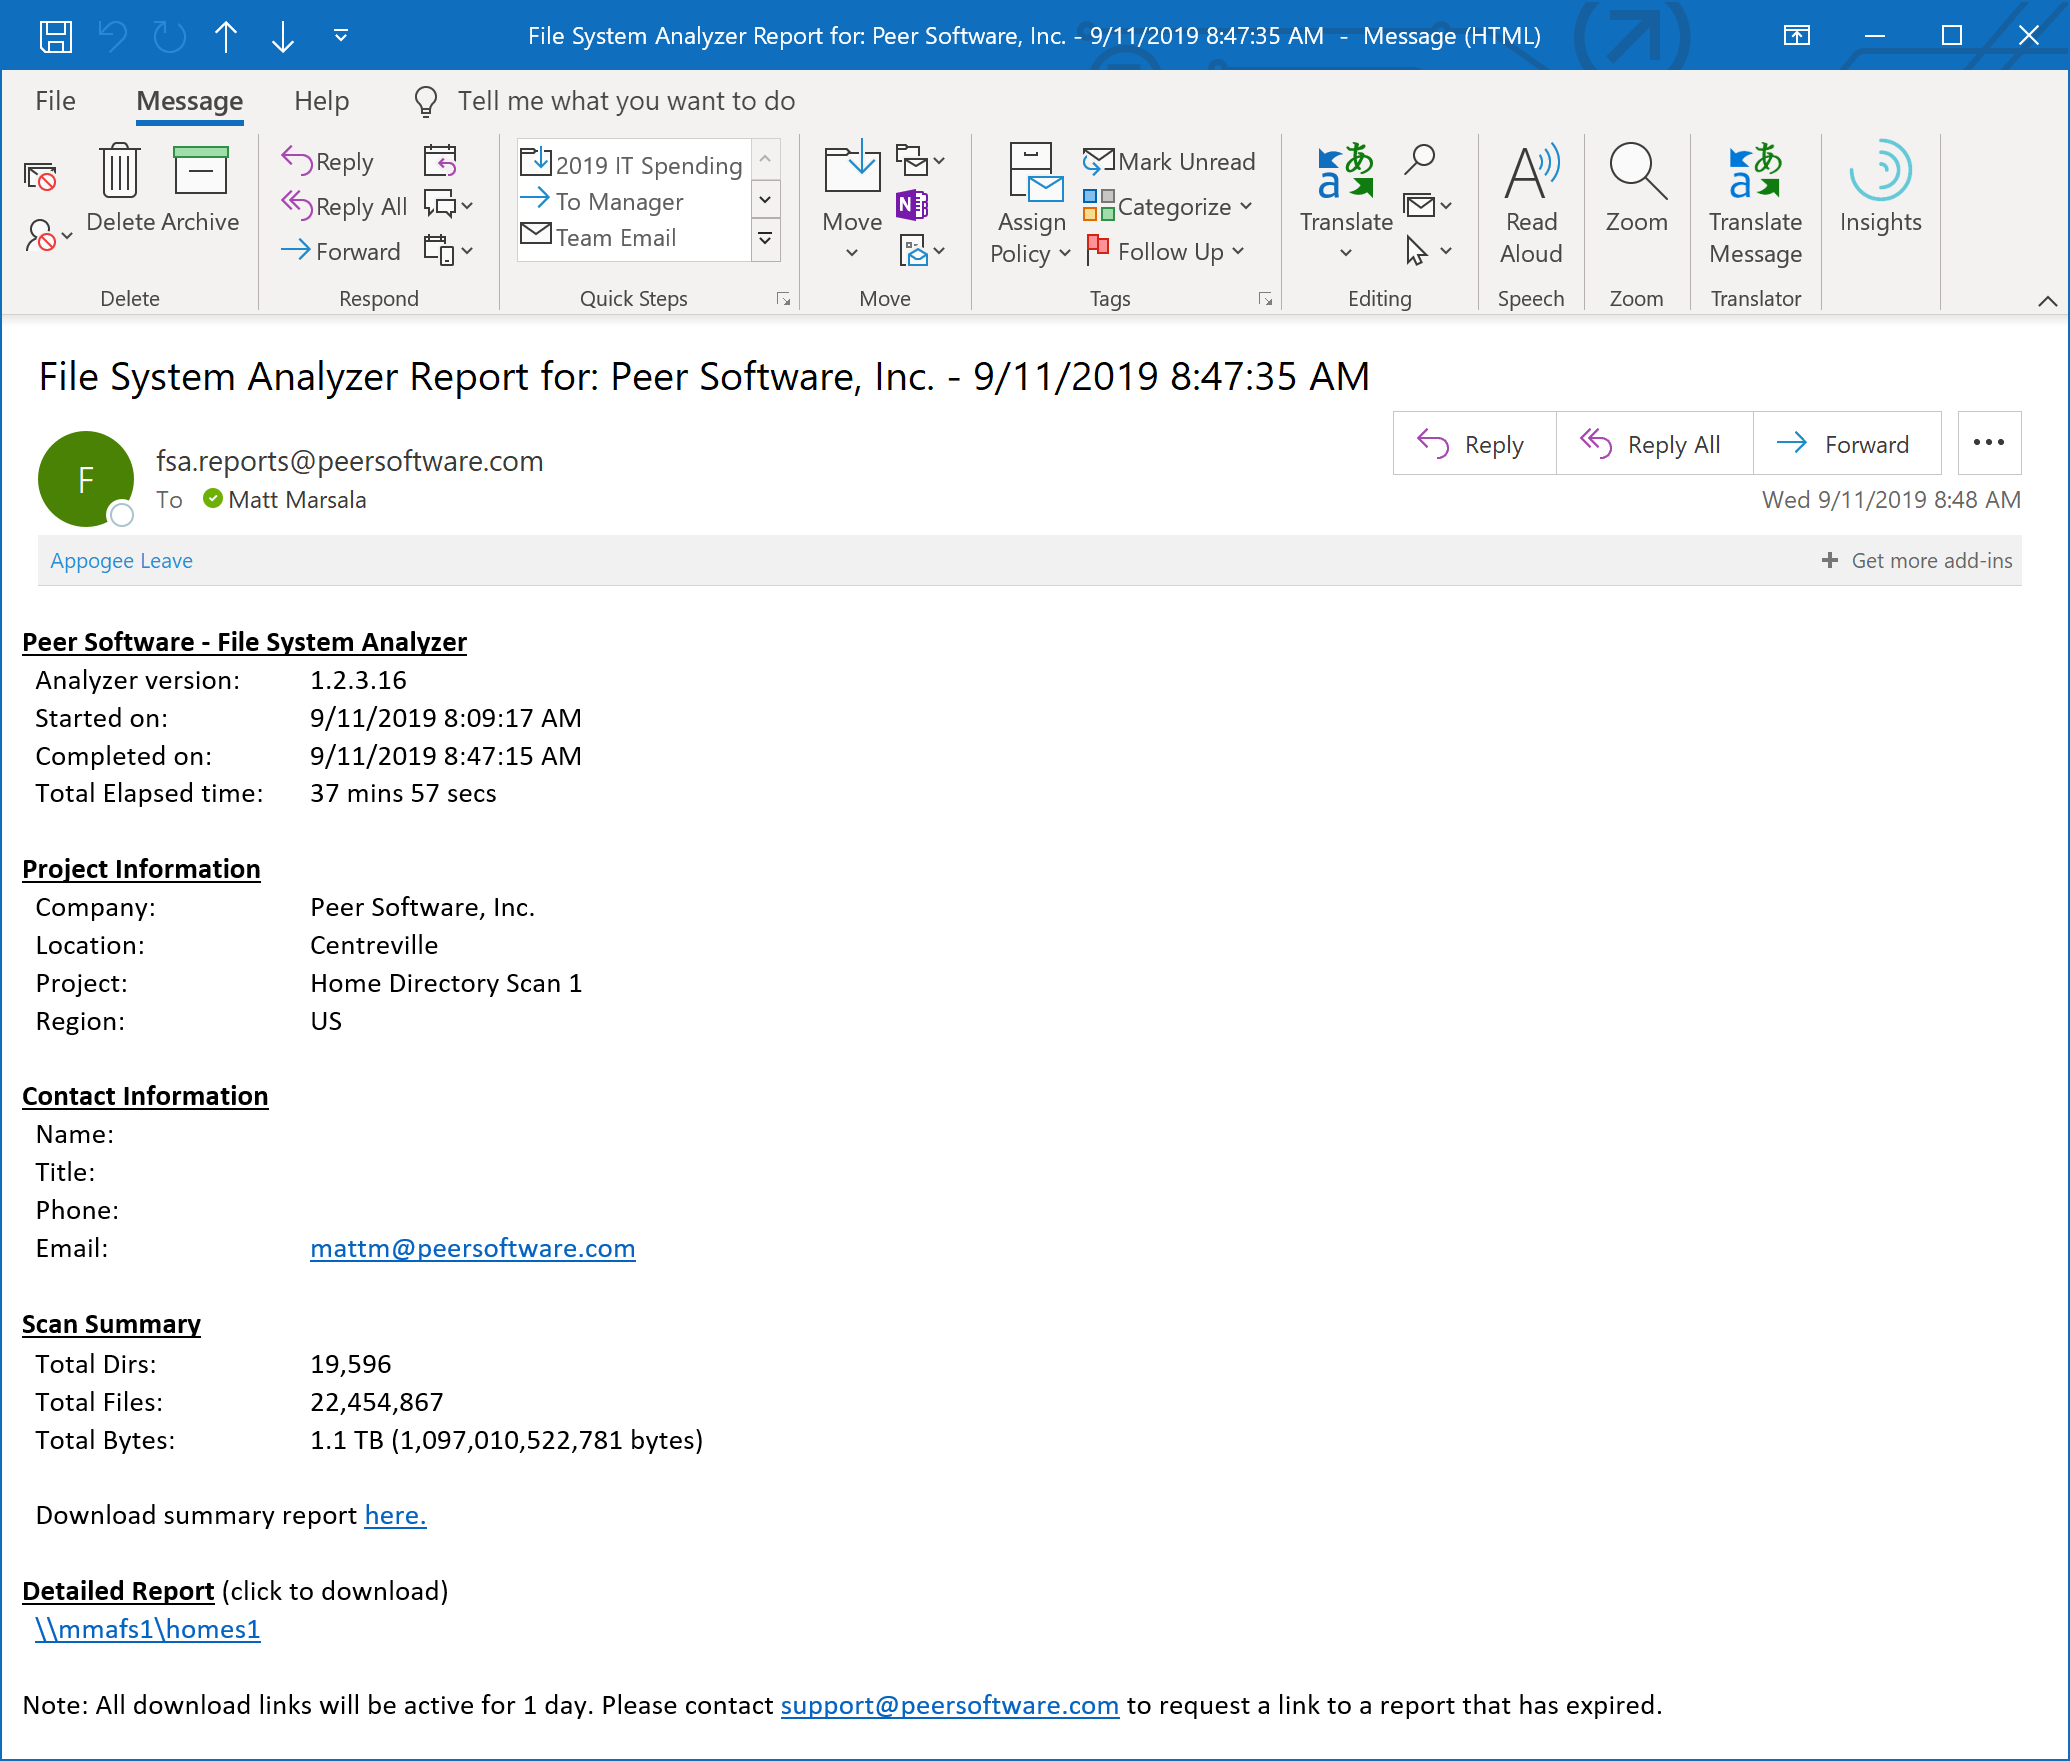 File System Analyzer Report for: Peer Software, Inc. - 9/11/2019 8:47:35 AM - Message (HTML)
File Message Help Tell me what you want to do
Delete Archive
Delete
Reply
Reply All
Forward
Respond
2019 IT Spending
To Manager
Team Email
Quick Steps
Move
Move
Assign Policy
Mark Unread
Categorize
Follow Up
Tags
Translate
Editing
Read Aloud
Speech
Zoom
Zoom
Translate Message
Translator
Insights
File System Analyzer Report for: Peer Software, Inc. - 9/11/2019 8:47:35 AM
F
fsa.reports@peersoftware.com
To Matt Marsala
Reply Reply All Forward
Wed 9/11/2019 8:48 AM
Appogee Leave + Get more add-ins
Peer Software - File System Analyzer
Analyzer version: 1.2.3.16
Started on: 9/11/2019 8:09:17 AM
Completed on: 9/11/2019 8:47:15 AM
Total Elapsed time: 37 mins 57 secs
Project Information
Company: Peer Software, Inc.
Location: Centreville
Project: Home Directory Scan 1
Region: US
Contact Information
Name:
Title:
Phone:
Email: mattm@peersoftware.com
Scan Summary
Total Dirs: 19,596
Total Files: 22,454,867
Total Bytes: 1.1 TB (1,097,010,522,781 bytes)
Download summary report here.
Detailed Report (click to download)
\\mmafs1\homes1
Note: All download links will be active for 1 day. Please contact support@peersoftware.com to request a link to a report that has expired.